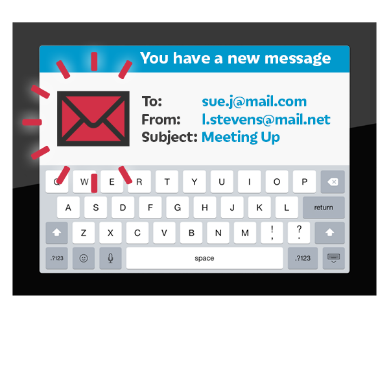 You have a new message
To: sue.j@mail.com
From: l.stevens@mail.net
Subject: Meeting Up
Q W E R T Y U I O P
A S D F G H J K L return
Z X C V B N M ! , ? .
.?123 space .?123